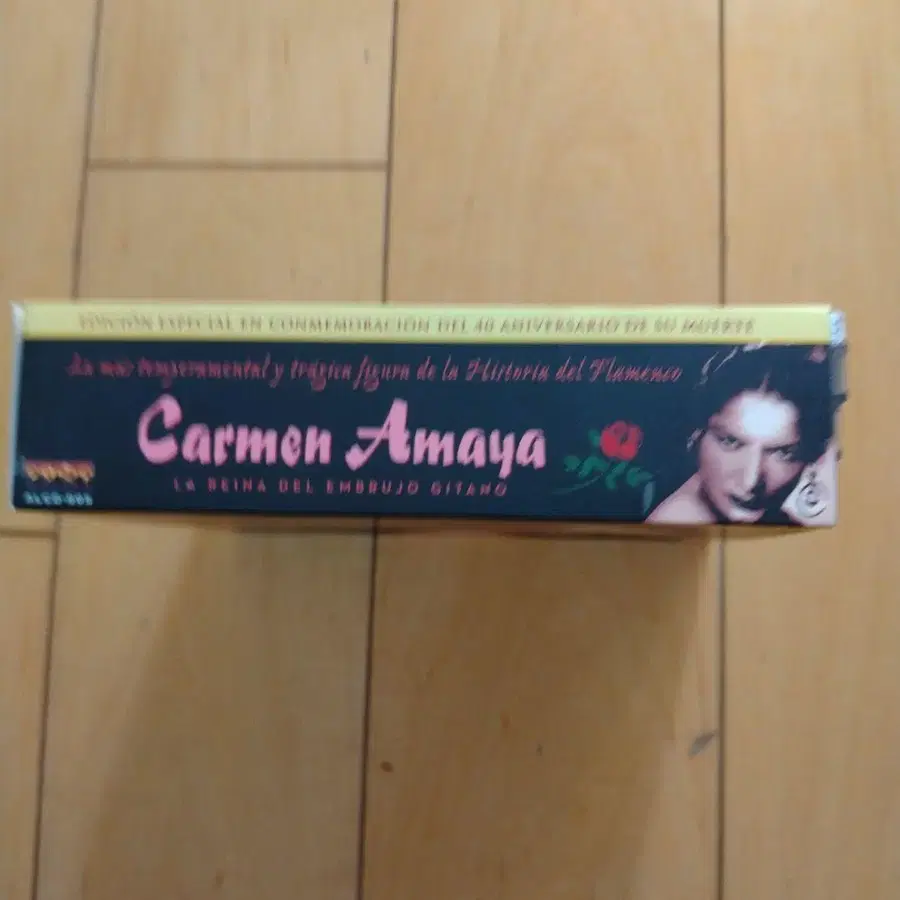 EDICIÓN ESPECIAL EN CONMEMORACIÓN DEL 40 ANIVERSARIO DE SU MUERTE
La más temperamental y trágica figura de la Historia del Flamenco
Carmen Amaya
LA REINA DEL EMBRUJO GITANO